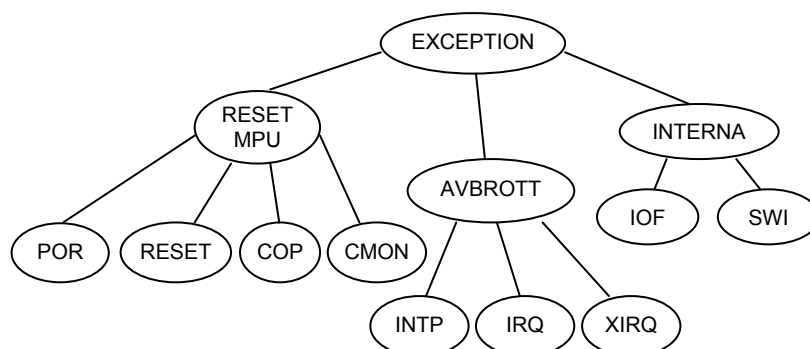 EXCEPTION
RESET
MPU
INTERNA
AVBROTT
IOF
SWI
POR
RESET
COP
CMON
INTP
IRQ
XIRQ